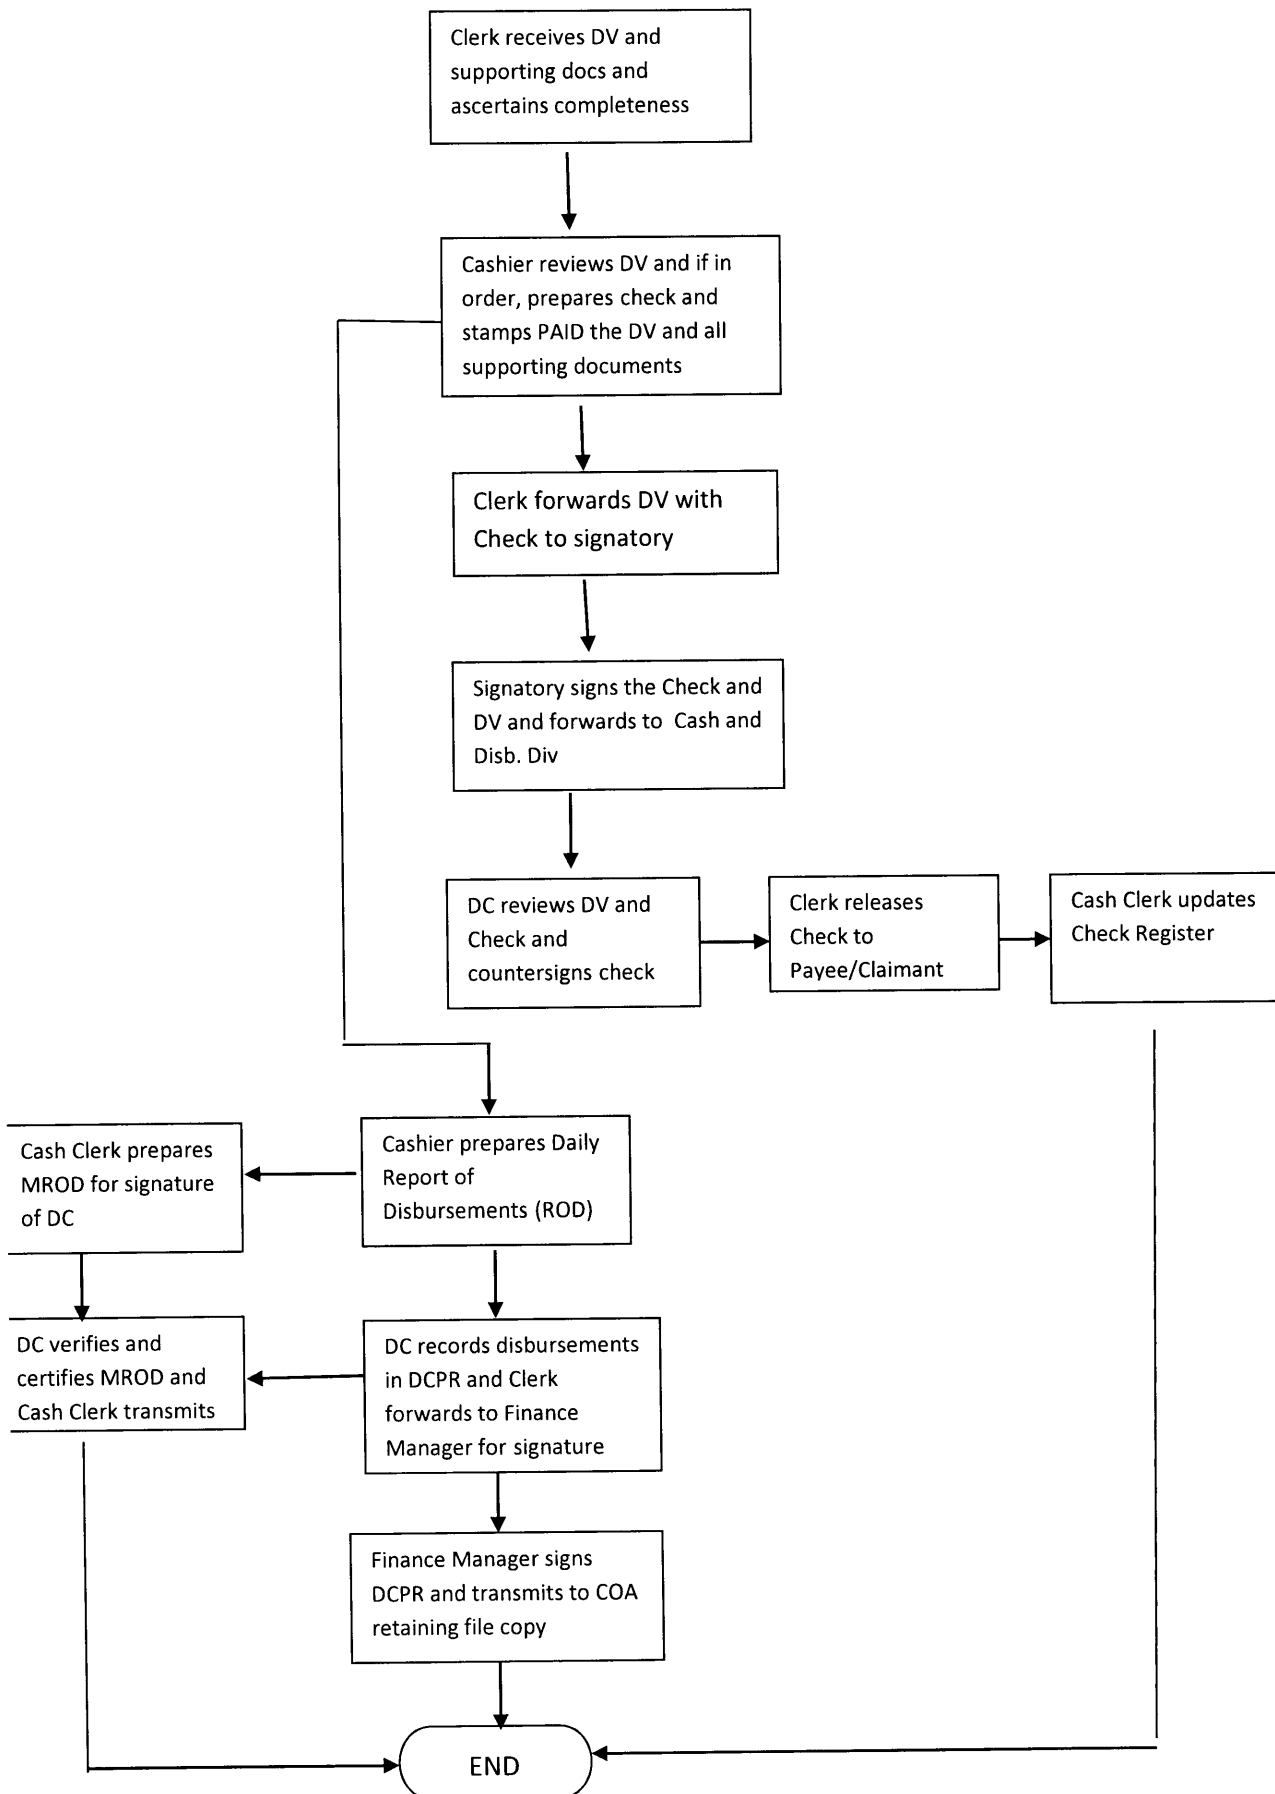 Clerk receives DV and
supporting docs and
ascertains completeness
Cashier reviews DV and if in
order, prepares check and
stamps PAID the DV and all
supporting documents
Clerk forwards DV with
Check to signatory
Signatory signs the Check and
DV and forwards to Cash and
Disb. Div
DC reviews DV and
Check and
countersigns check
Clerk releases
Check to
Payee/Claimant
Cash Clerk updates
Check Register
Cash Clerk prepares
MROD for signature
of DC
Cashier prepares Daily
Report of
Disbursements (ROD)
DC verifies and
certifies MROD and
Cash Clerk transmits
DC records disbursements
in DCPR and Clerk
forwards to Finance
Manager for signature
Finance Manager signs
DCPR and transmits to COA
retaining file copy
END